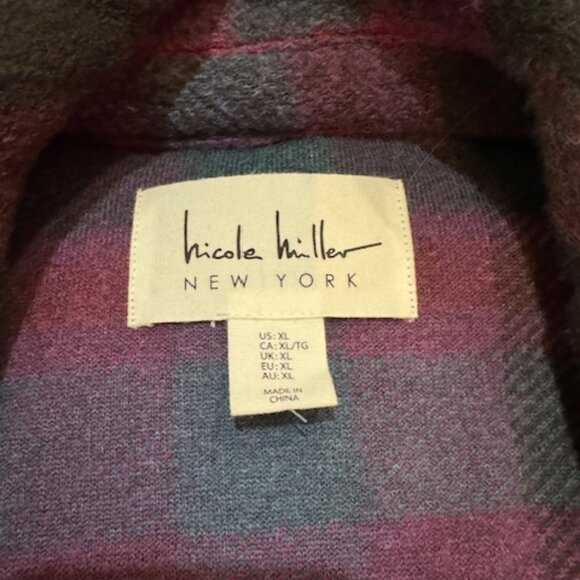 nicole miller
NEW YORK
US: XL
CA: XL/TG
UK: XL
EU: XL
AU: XL
MADE IN
CHINA